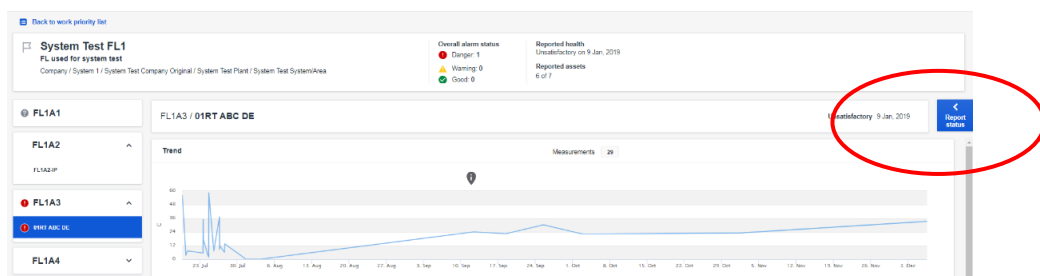 Back to work priority list
System Test FL1
FL used for system test
Company / System 1 / System Test Company Original / System Test Plant / System Test System/Area
Overall alarm status
Danger: 1
Warning: 0
Good: 0
Reported health
Unsatisfactory on 9 Jan, 2019
Reported assets
6 of 7
FL1A1
FL1A2
FL1A2-IP
FL1A3
01RT ABC DE
FL1A4
FL1A3 / 01RT ABC DE
Unsatisfactory 9 Jan, 2019
Report
status
Trend
Measurements 29
60
48
36
24
12
0
C
23. Jul 30. Jul 6. Aug 13. Aug 20. Aug 27. Aug 3. Sep 10. Sep 17. Sep 24. Sep 1. Oct 8. Oct 15. Oct 22. Oct 29. Oct 5. Nov 12. Nov 19. Nov 26. Nov 3. Dec